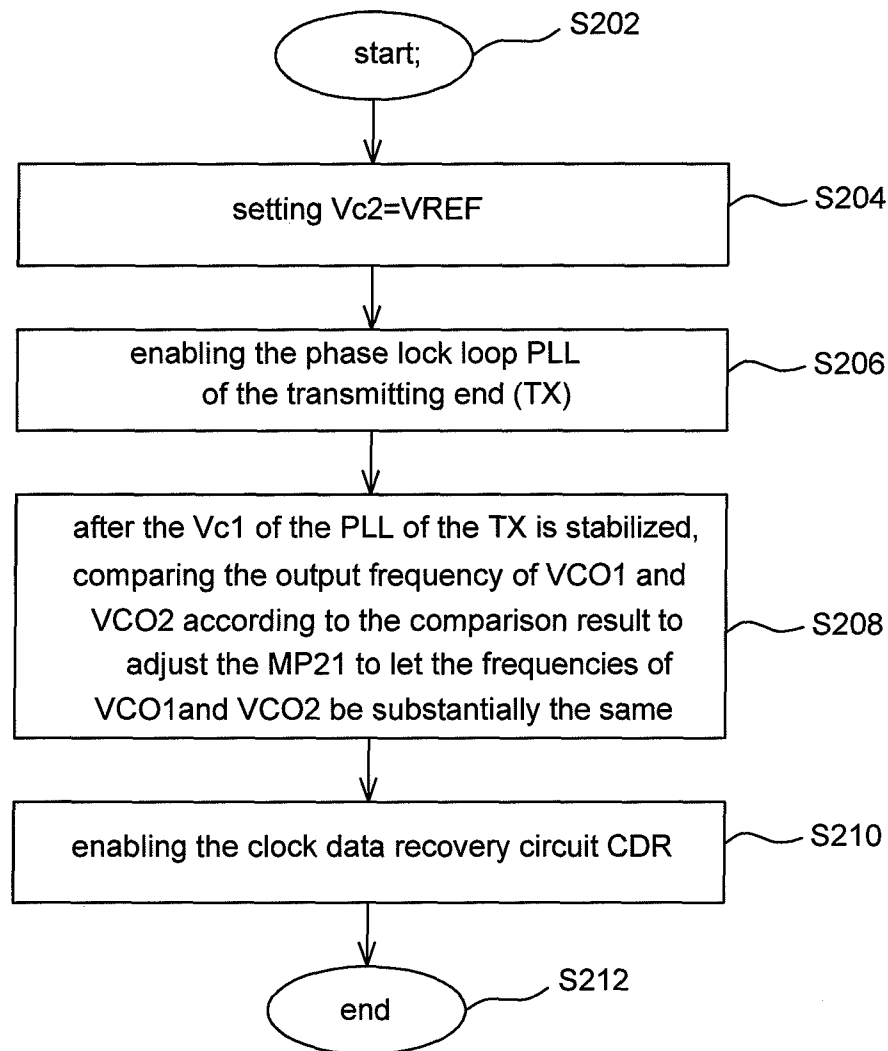 start;
S202
setting Vc2=VREF
S204
enabling the phase lock loop PLL
of the transmitting end (TX)
S206
after the Vc1 of the PLL of the TX is stabilized,
comparing the output frequency of VCO1 and
VCO2 according to the comparison result to
adjust the MP21 to let the frequencies of
VCO1and VCO2 be substantially the same
S208
enabling the clock data recovery circuit CDR
S210
end
S212